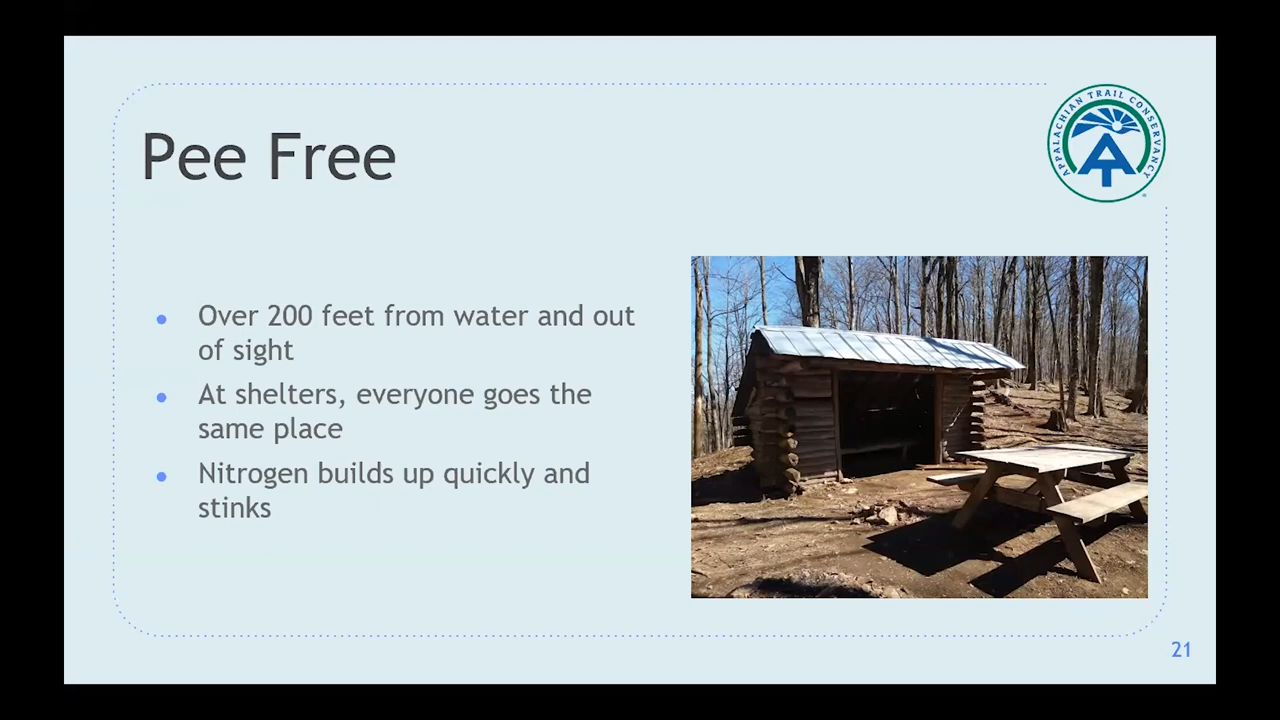 APPALACHIAN TRAIL CONSERVANCY
AT
Pee Free
Over 200 feet from water and out
of sight
At shelters, everyone goes the
same place
Nitrogen builds up quickly and
stinks
21